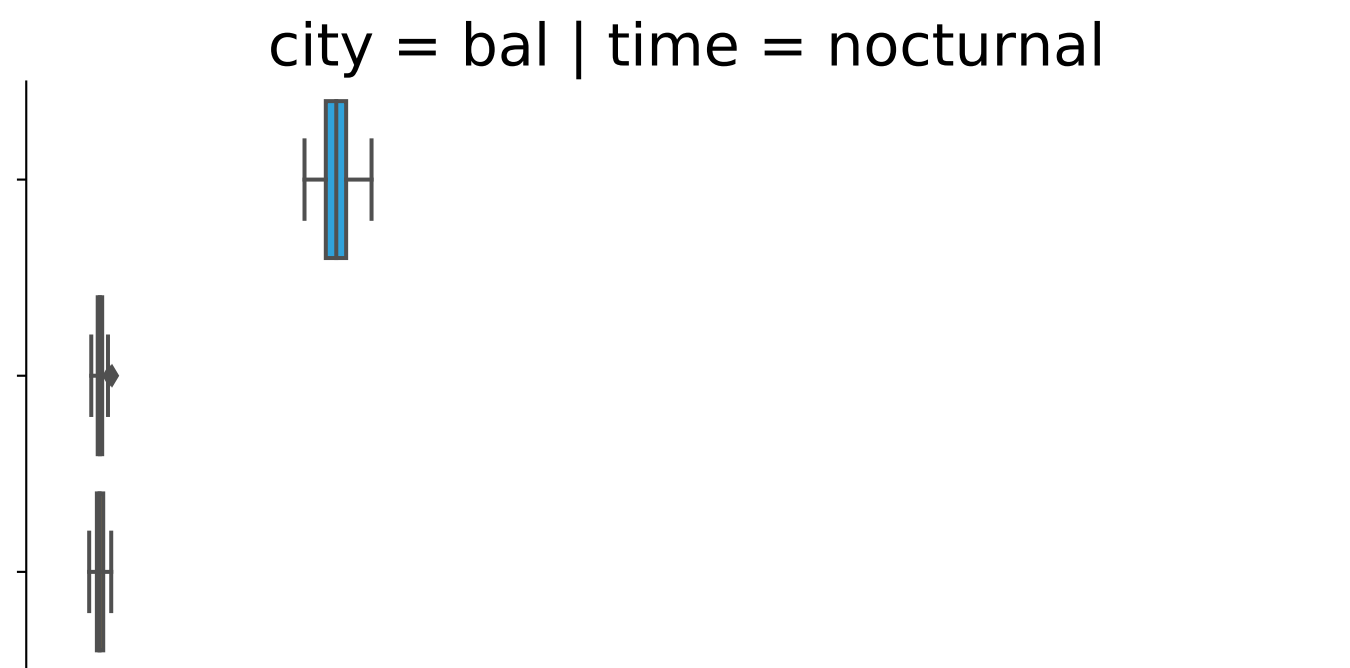 city = bal | time = nocturnal